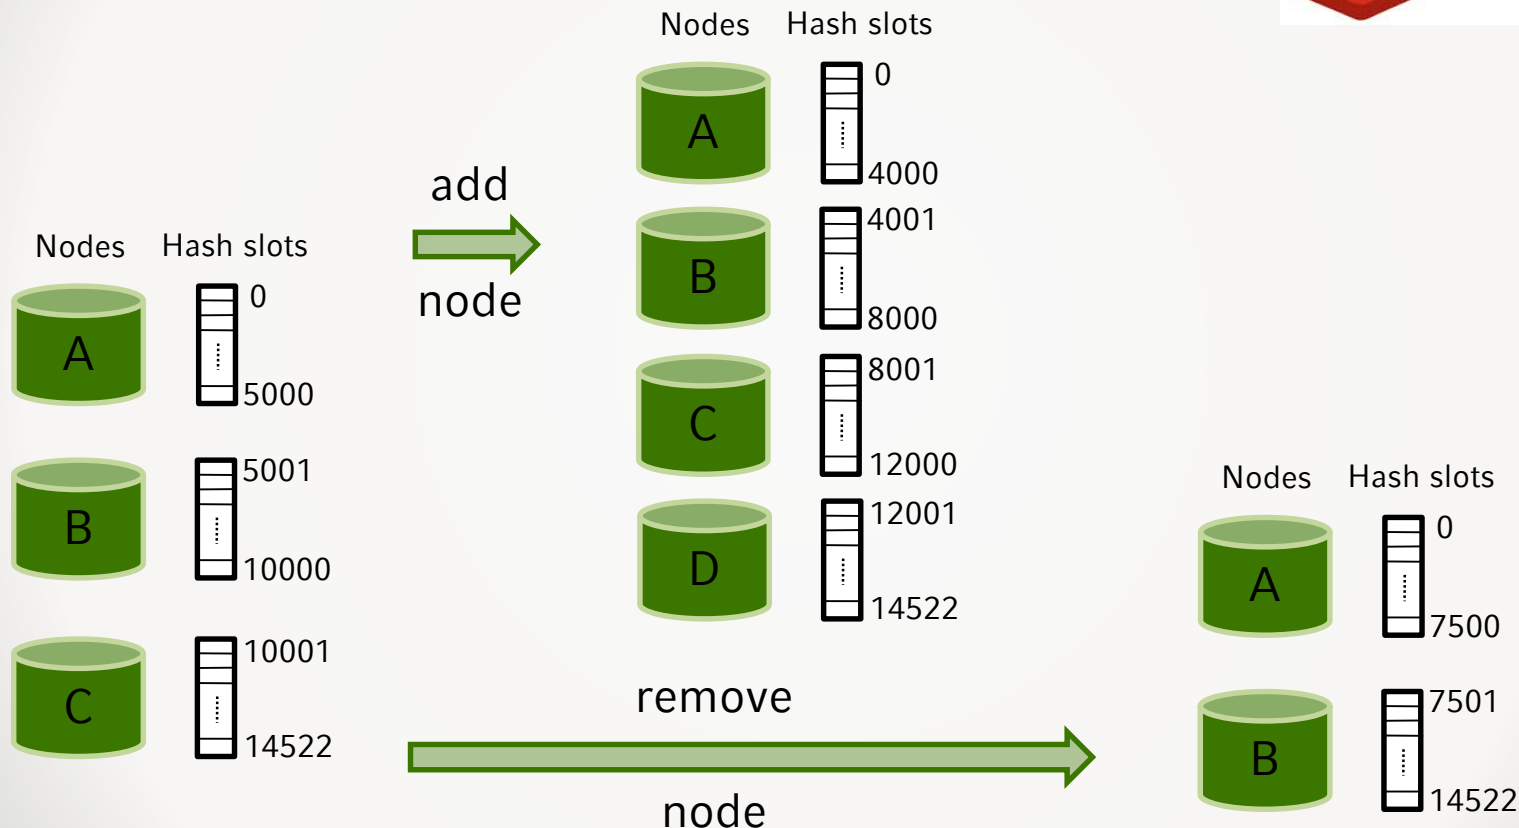 Nodes Hash slots
A
0
5000
B
5001
10000
C
10001
14522
add
node
Nodes Hash slots
A
0
4000
B
4001
8000
C
8001
12000
D
12001
14522
remove
node
Nodes Hash slots
A
0
7500
B
7501
14522